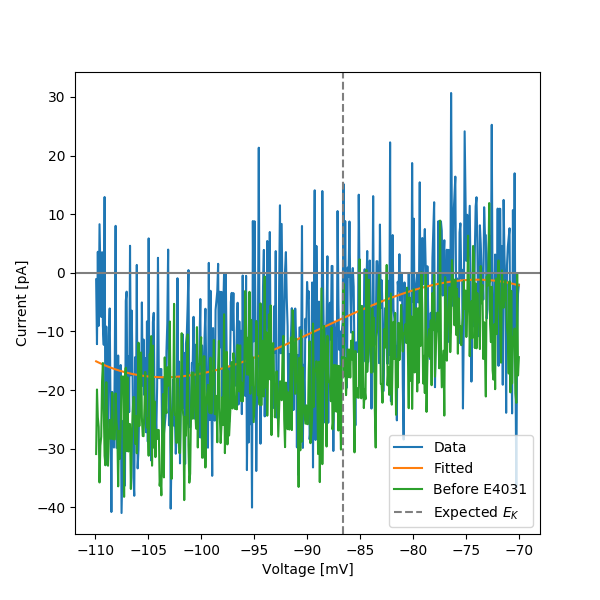 30
20
10
0
−10
−20
−30
−40
Current [pA]
−110 −105 −100 −95 −90 −85 −80 −75 −70
Voltage [mV]
Data
Fitted
Before E4031
Expected E_K